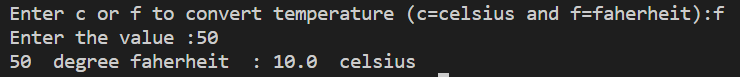 Enter c or f to convert temperature (c=celsius and f=faherheit):f
Enter the value :50
50  degree faherheit  : 10.0  celsius